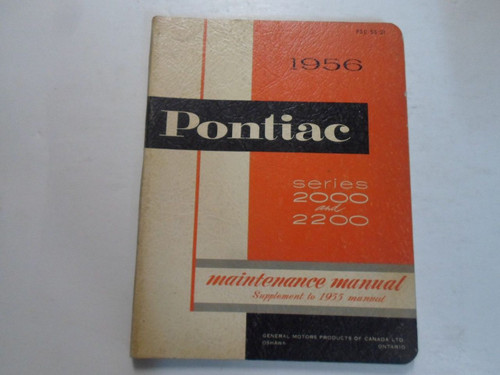 1956
Pontiac
series
2000
and
2200
maintenance manual
Supplement to 1955 manual
GENERAL MOTORS PRODUCTS OF CANADA LTD.
OSHAWA ONTARIO